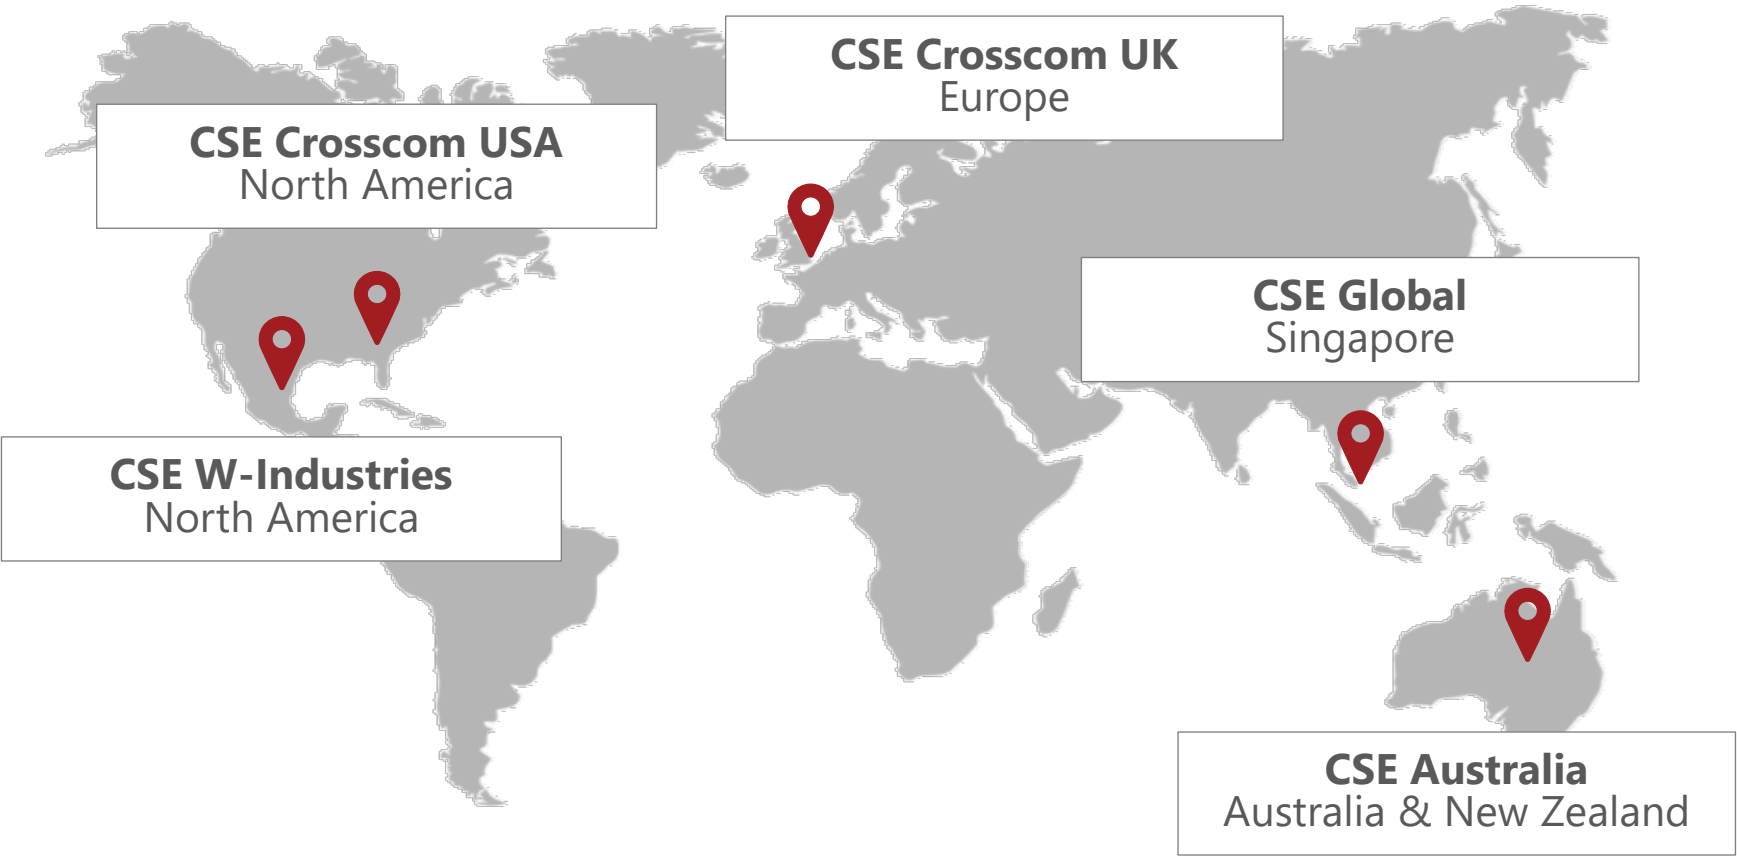 CSE Crosscom UK
Europe
CSE Crosscom USA
North America
CSE Global
Singapore
CSE W-Industries
North America
CSE Australia
Australia & New Zealand